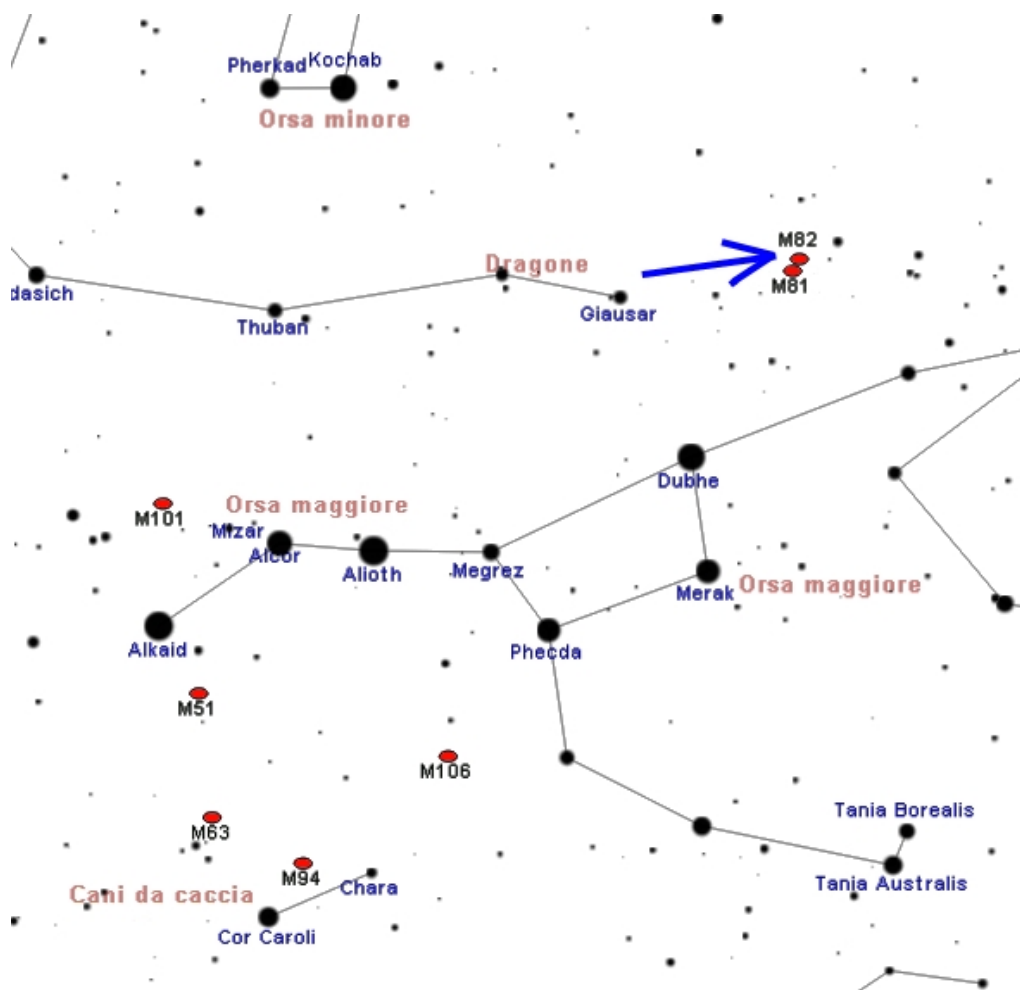 Kochab
Pherkad
Orsa minore
M82
Dragone
M81
dasich
Giausar
Thuban
Dubhe
Orsa maggiore
M101
Mizar
Alcor
Alioth
Megrez
Merak
Orsa maggiore
Alkaid
Phecda
M51
M106
Tania Borealis
M63
M94
Chara
Tania Australis
Cani da caccia
Cor Caroli